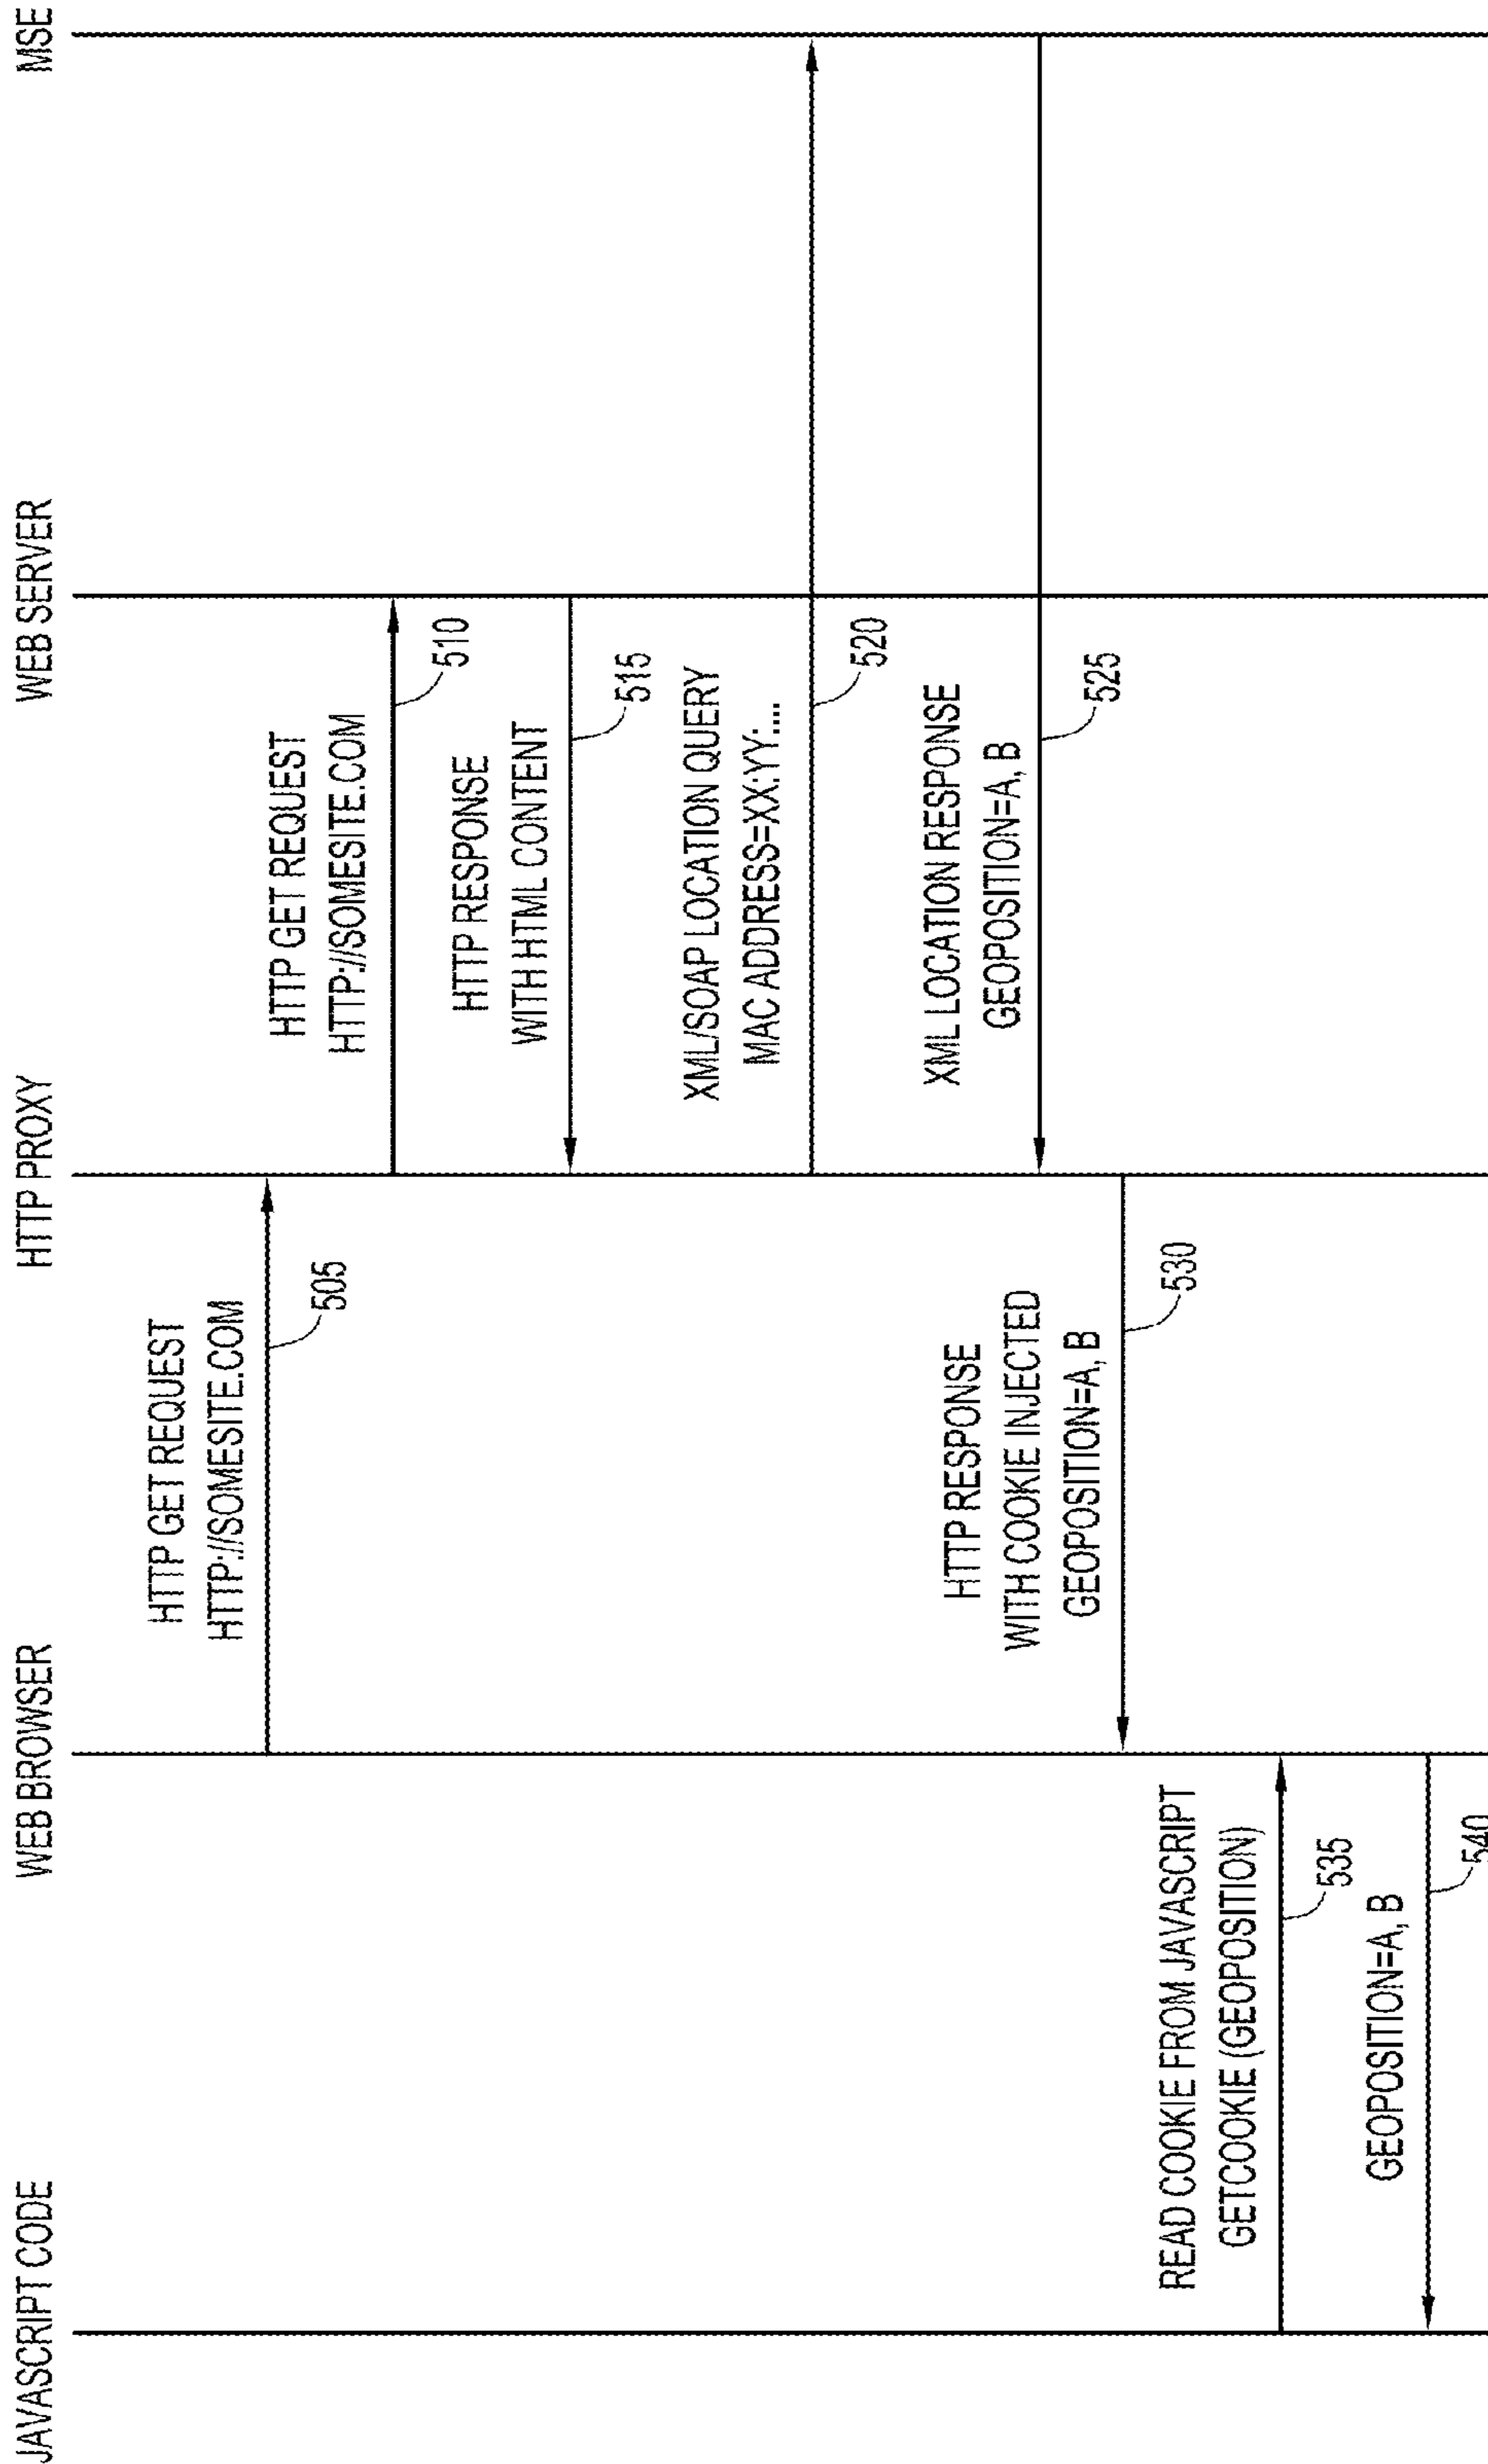 JAVASCRIPT CODE
WEB BROWSER
HTTP PROXY
WEB SERVER
MSE
HTTP GET REQUEST
HTTP://SOMESITE.COM
505
HTTP GET REQUEST
HTTP://SOMESITE.COM
510
HTTP RESPONSE
WITH HTML CONTENT
515
XML/SOAP LOCATION QUERY
MAC ADDRESS=XX:YY:....
520
XML LOCATION RESPONSE
GEOPOSITION=A, B
525
HTTP RESPONSE
WITH COOKIE INJECTED
GEOPOSITION=A, B
530
READ COOKIE FROM JAVASCRIPT
GETCOOKIE (GEOPOSITION)
535
GEOPOSITION=A, B
540